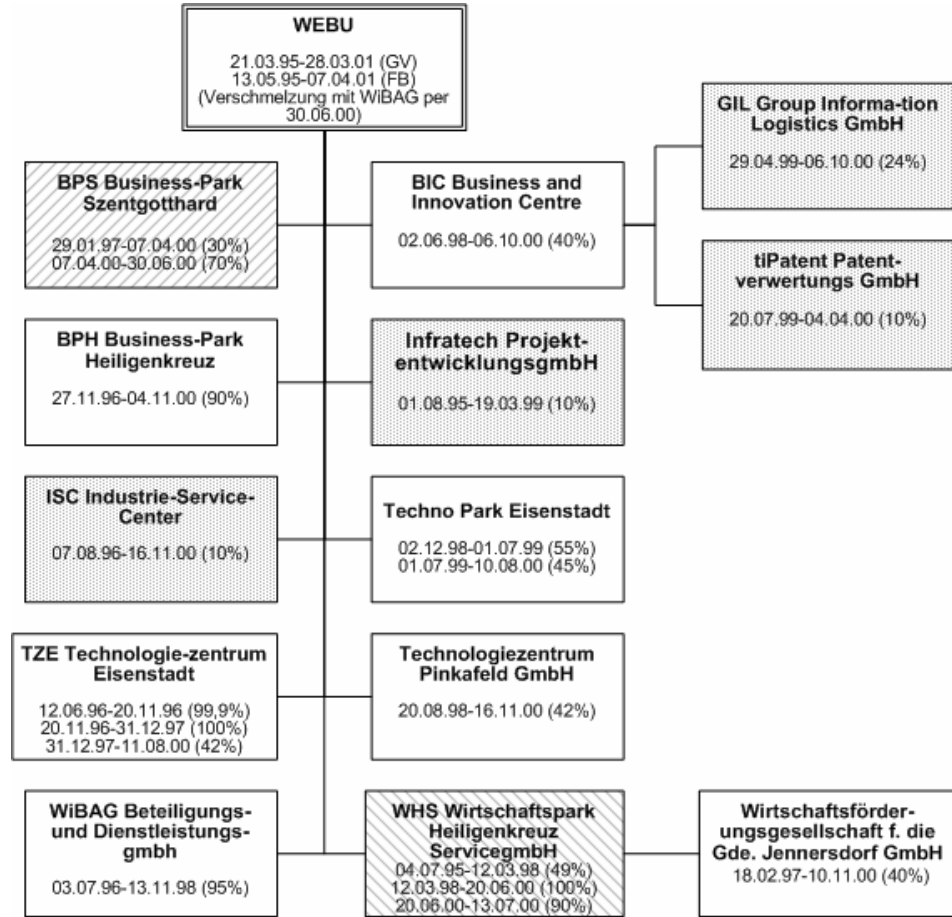 WEBU
21.03.95-28.03.01 (GV)
13.05.95-07.04.01 (FB)
(Verschmelzung mit WiBAG per
30.06.00)
GIL Group Informa-tion
Logistics GmbH
29.04.99-06.10.00 (24%)
BPS Business-Park
Szentgotthard
29.01.97-07.04.00 (30%)
07.04.00-30.06.00 (70%)
BIC Business and
Innovation Centre
02.06.98-06.10.00 (40%)
tiPatent Patent-
verwertungs GmbH
20.07.99-04.04.00 (10%)
BPH Business-Park
Heiligenkreuz
27.11.96-04.11.00 (90%)
Infratech Projekt-
entwicklungsgmbH
01.08.95-19.03.99 (10%)
ISC Industrie-Service-
Center
07.08.96-16.11.00 (10%)
Techno Park Eisenstadt
02.12.98-01.07.99 (55%)
01.07.99-10.08.00 (45%)
TZE Technologie-zentrum
Eisenstadt
12.06.96-20.11.96 (99,9%)
20.11.96-31.12.97 (100%)
31.12.97-11.08.00 (42%)
Technologiezentrum
Pinkafeld GmbH
20.08.98-16.11.00 (42%)
WiBAG Beteiligungs-
und Dienstleistungs-
gmbh
03.07.96-13.11.98 (95%)
WHS Wirtschaftspark
Heiligenkreuz
ServicegmbH
04.07.95-12.03.98 (49%)
12.03.98-20.06.00 (100%)
20.06.00-13.07.00 (90%)
Wirtschaftsförder-
ungsgesellschaft f. die
Gde. Jennersdorf GmbH
18.02.97-10.11.00 (40%)